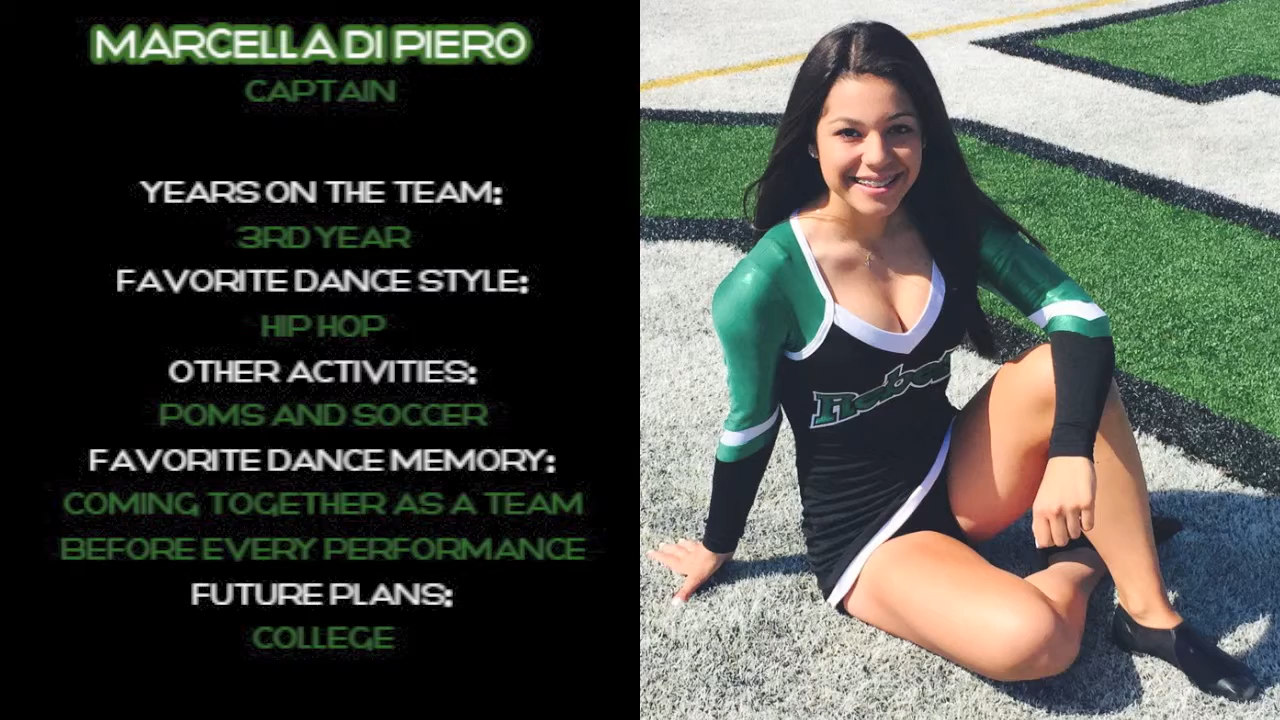 MARCELLA DI PIERO
CAPTAIN
YEARS ON THE TEAM:
3RD YEAR
FAVORITE DANCE STYLE:
HIP HOP
OTHER ACTIVITIES:
POMS AND SOCCER
FAVORITE DANCE MEMORY:
COMING TOGETHER AS A TEAM
BEFORE EVERY PERFORMANCE
FUTURE PLANS:
COLLEGE